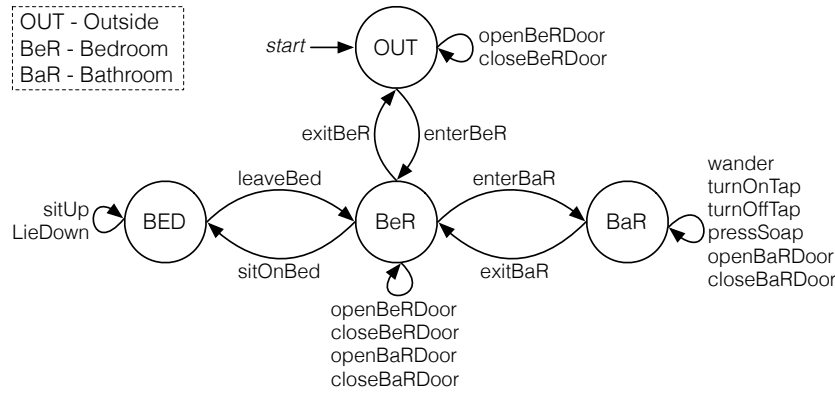 OUT - Outside
BeR - Bedroom
BaR - Bathroom
start
OUT
openBeRDoor
closeBeRDoor
exitBeR
enterBeR
sitUp
LieDown
BED
leaveBed
sitOnBed
BeR
enterBaR
exitBaR
BaR
wander
turnOnTap
turnOffTap
pressSoap
openBaRDoor
closeBaRDoor
openBeRDoor
closeBeRDoor
openBaRDoor
closeBaRDoor